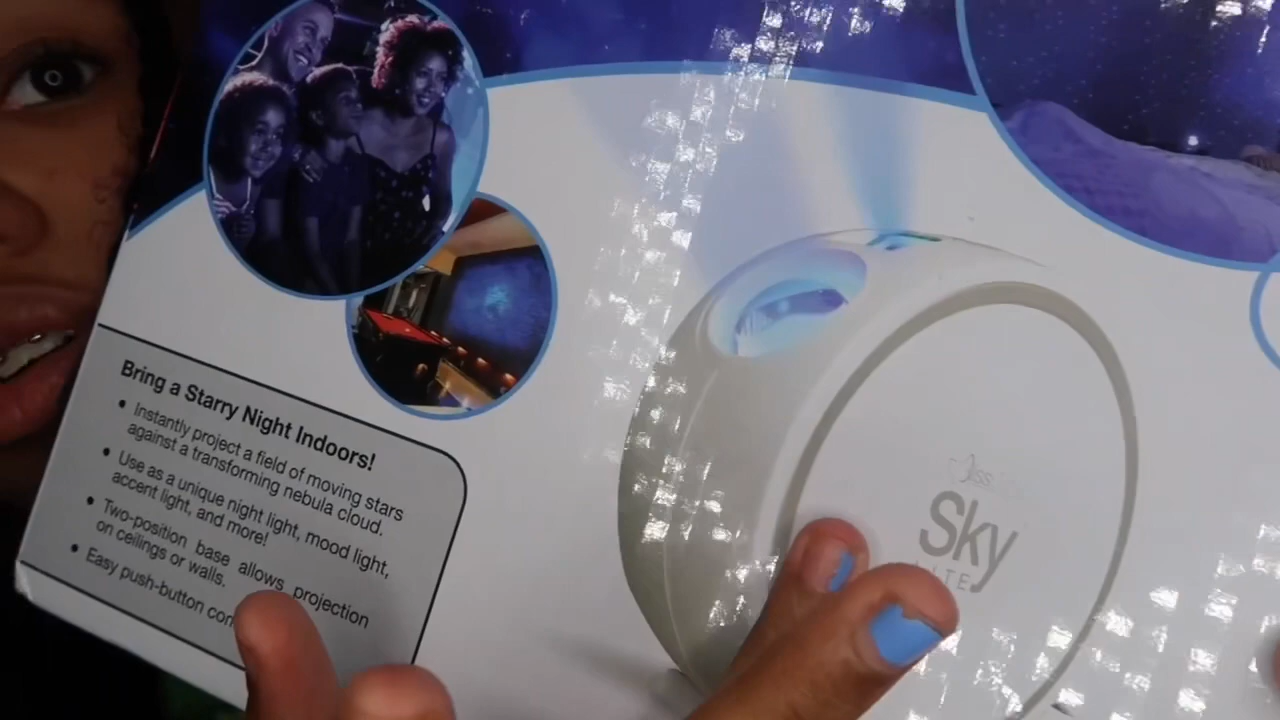 Bring a Starry Night Indoors!
• Instantly project a field of moving stars
against a transforming nebula cloud.
• Use as a unique night light, mood light,
accent light, and more!
• Two-position base allows projection
on ceilings or walls.
• Easy push-button
Sky